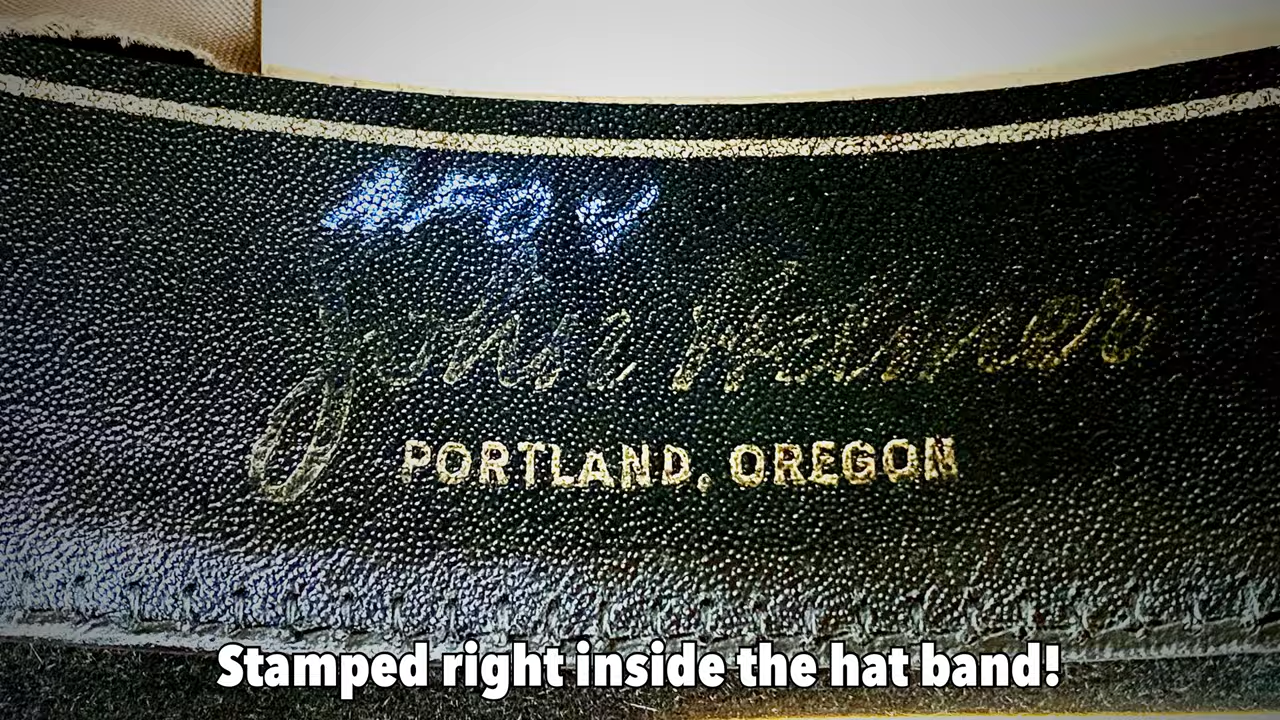 John Helmer
PORTLAND, OREGON
Stamped right inside the hat band!